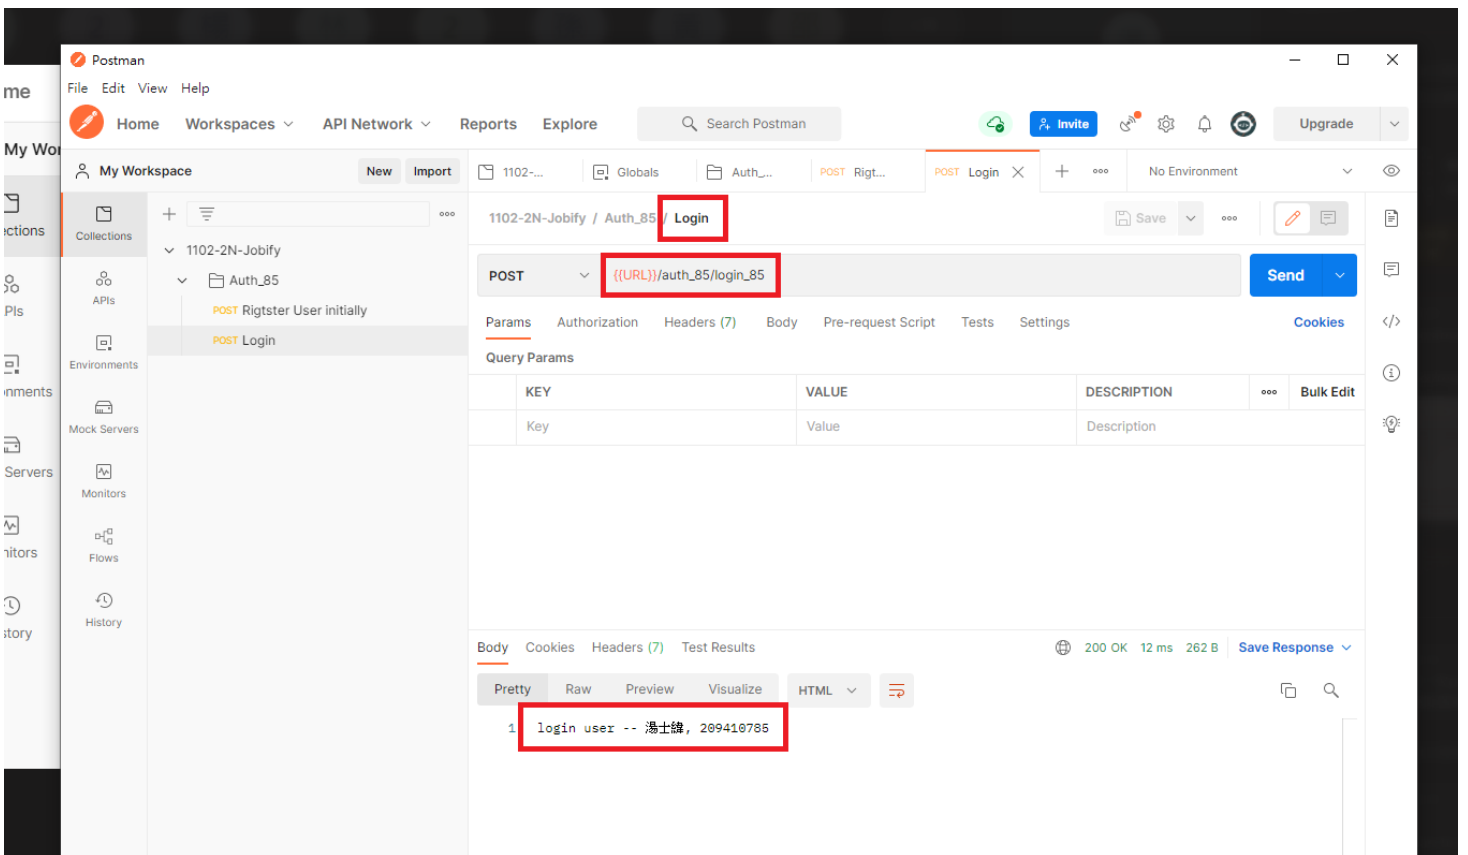 Postman
File Edit View Help
me
Home Workspaces API Network Reports Explore Search Postman Invite Upgrade
My Wor
My Workspace New Import 1102-... Globals Auth_... POST Rigt... POST Login No Environment
ections
Collections
1102-2N-Jobify / Auth_85 / Login Save
1102-2N-Jobify
Auth_85
POST {{URL}}/auth_85/login_85 Send
PIs
APIs
POST Rigtster User initially
Params Authorization Headers (7) Body Pre-request Script Tests Settings Cookies
POST Login
Query Params
onments
Environments
KEY VALUE DESCRIPTION Bulk Edit
Key Value Description
Servers
Mock Servers
Monitors
nitors
Flows
History
story
Body Cookies Headers (7) Test Results 200 OK 12 ms 262 B Save Response
Pretty Raw Preview Visualize HTML
1 login user -- 湯士緯, 209410785